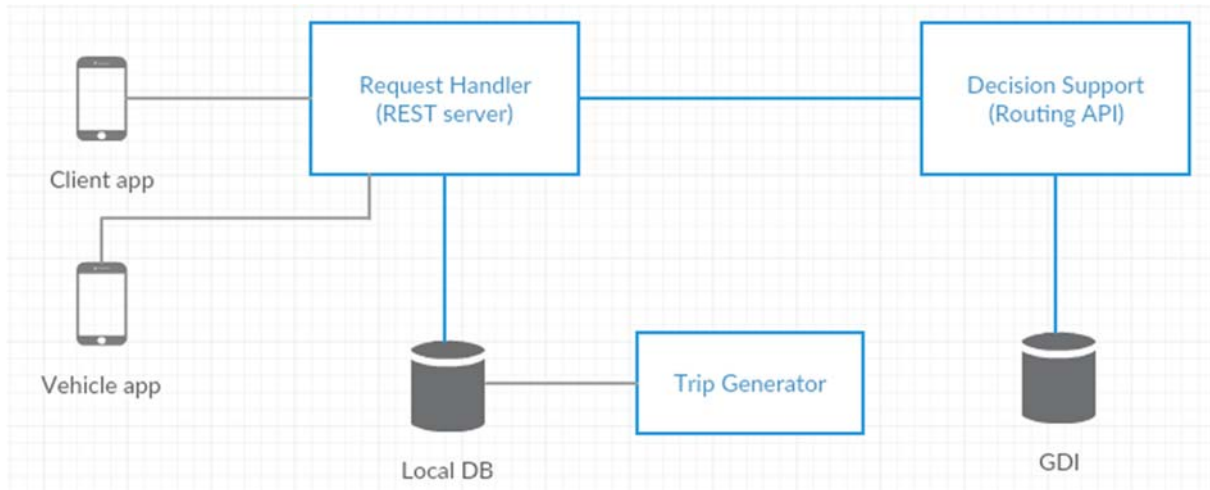 Request Handler
(REST server)
Decision Support
(Routing API)
Client app
Vehicle app
Trip Generator
Local DB
GDI